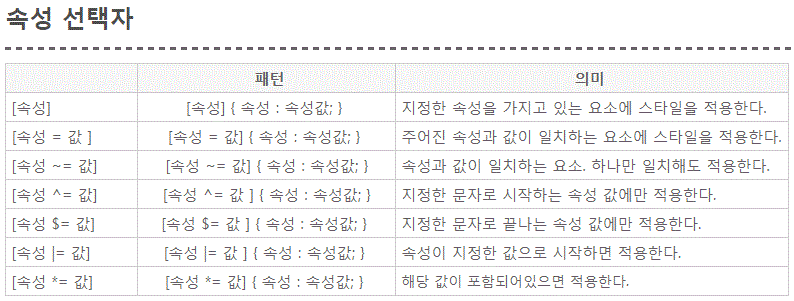 속성 선택자
패턴 의미
[속성] [속성] { 속성 : 속성값; } 지정한 속성을 가지고 있는 요소에 스타일을 적용한다.
[속성 = 값 ] [속성 = 값] { 속성 : 속성값; } 주어진 속성과 값이 일치하는 요소에 스타일을 적용한다.
[속성 ~= 값] [속성 ~= 값] { 속성 : 속성값; } 속성과 값이 일치하는 요소. 하나만 일치해도 적용한다.
[속성 ^= 값] [속성 ^= 값 ] { 속성 : 속성값; } 지정한 문자로 시작하는 속성 값에만 적용한다.
[속성 $= 값] [속성 $= 값 ] { 속성 : 속성값; } 지정한 문자로 끝나는 속성 값에만 적용한다.
[속성 |= 값] [속성 |= 값 ] { 속성 : 속성값; } 속성이 지정한 값으로 시작하면 적용한다.
[속성 *= 값] [속성 *= 값] { 속성 : 속성값; } 해당 값이 포함되어있으면 적용한다.